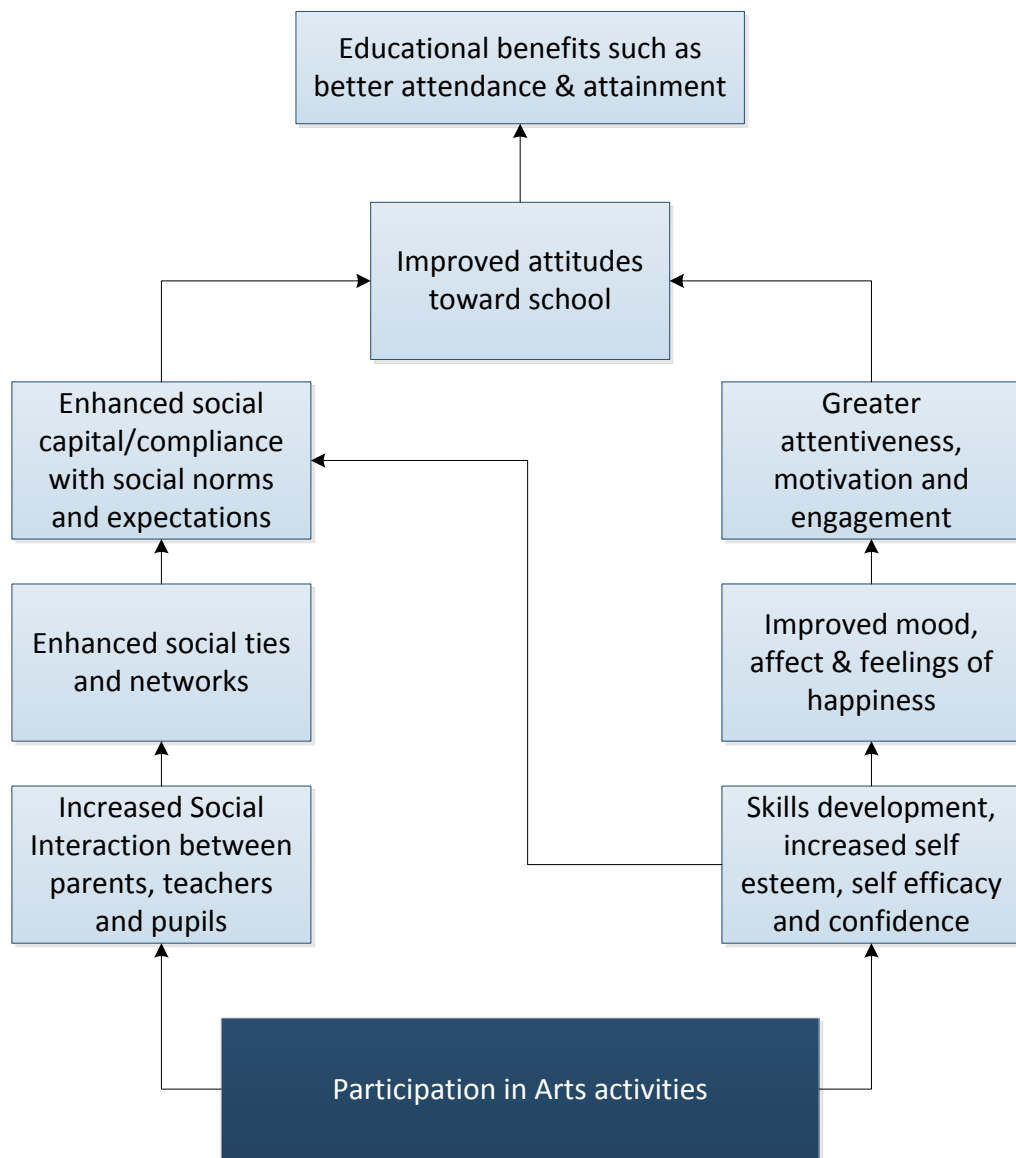 Educational benefits such as
better attendance & attainment
Improved attitudes
toward school
Enhanced social
capital/compliance
with social norms
and expectations
Greater
attentiveness,
motivation and
engagement
Enhanced social ties
and networks
Improved mood,
affect & feelings of
happiness
Increased Social
Interaction between
parents, teachers
and pupils
Skills development,
increased self
esteem, self efficacy
and confidence
Participation in Arts activities